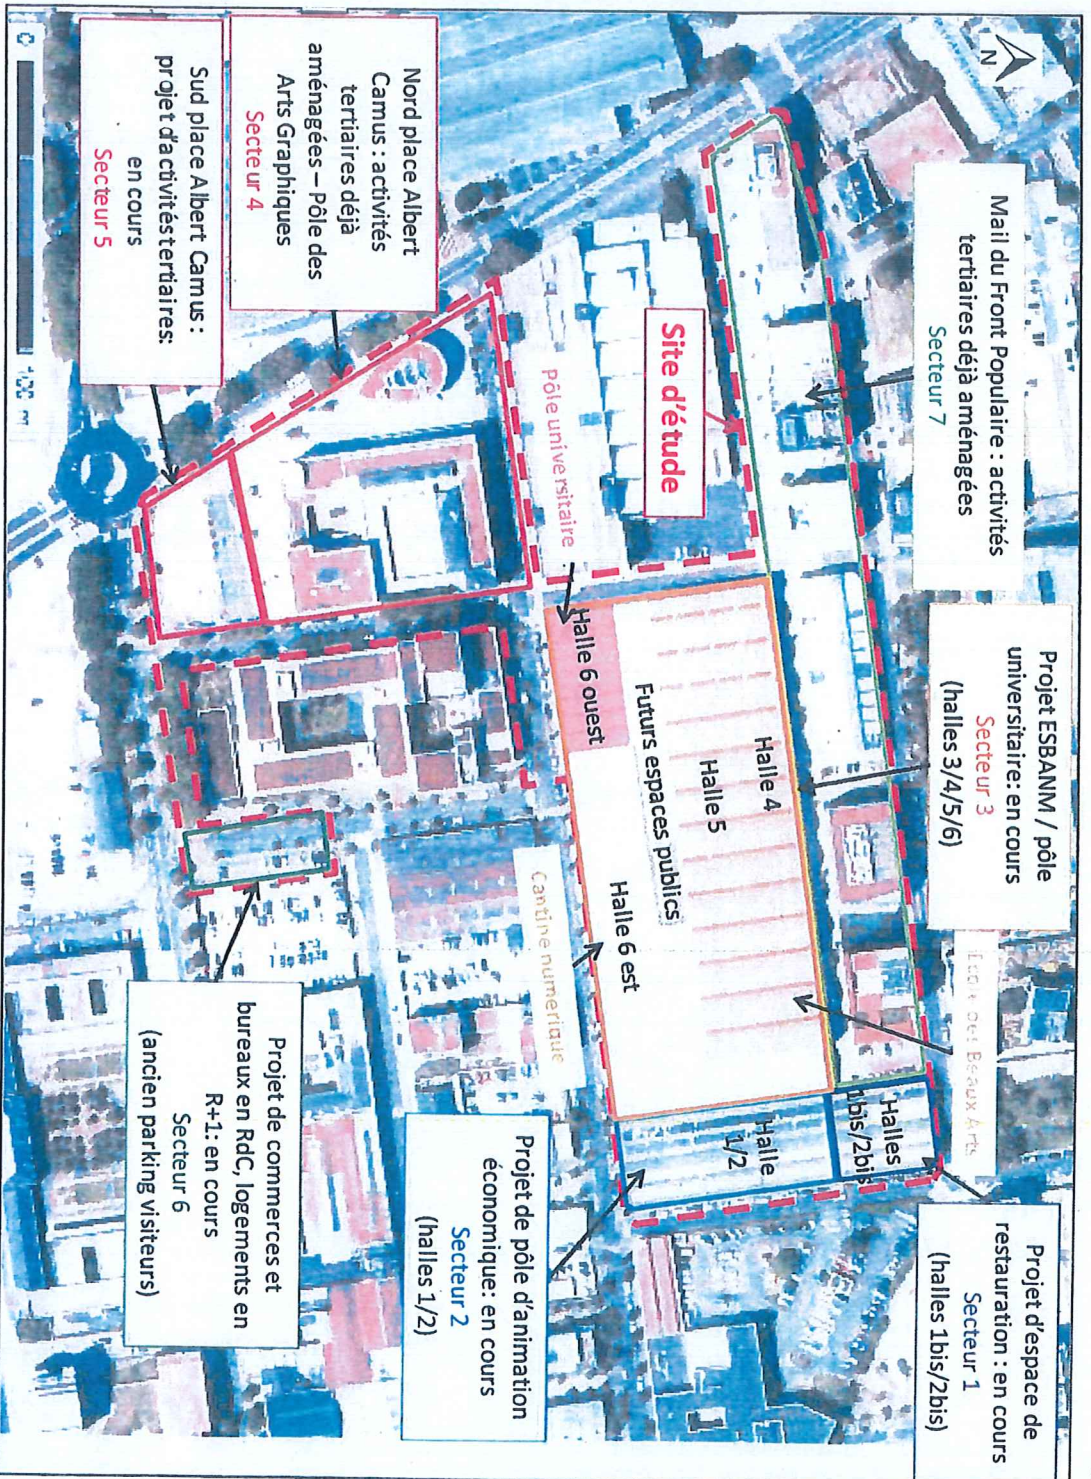 N
Mail du Front Populaire : activités
tertiaires déjà aménagées
Secteur 7
Projet ESBANM / pôle
universitaire: en cours
Secteur 3
(halles 3/4/5/6)
Ecole des Beaux Arts
Projet d'espace de
restauration : en cours
Secteur 1
(halles 1bis/2bis)
Site d'étude
Pôle universitaire
Halle 4
Halle 5
Futurs espaces publics
Halle 6 ouest
Halle 6 est
Halles
1bis/2bis
Halle
1/2
Cantine numerique
Nord place Albert
Camus : activités
tertiaires déjà
aménagées – Pôle des
Arts Graphiques
Secteur 4
Sud place Albert Camus :
projet d'activités tertiaires:
en cours
Secteur 5
Projet de pôle d'animation
économique: en cours
Secteur 2
(halles 1/2)
Projet de commerces et
bureaux en RdC, logements en
R+1: en cours
Secteur 6
(ancien parking visiteurs)
0
100 m